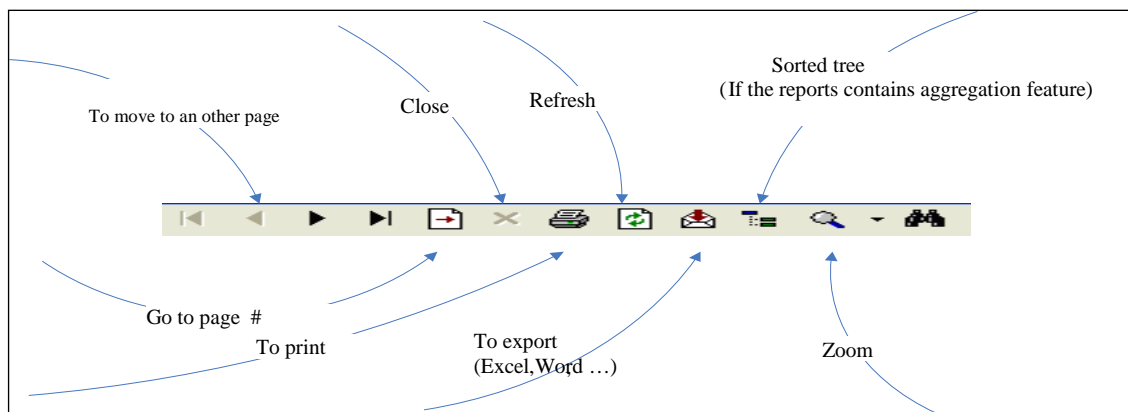 Sorted tree
(If the reports contains aggregation feature)
Close
Refresh
To move to an other page
Go to page #
To print
To export
(Excel,Word, …)
Zoom